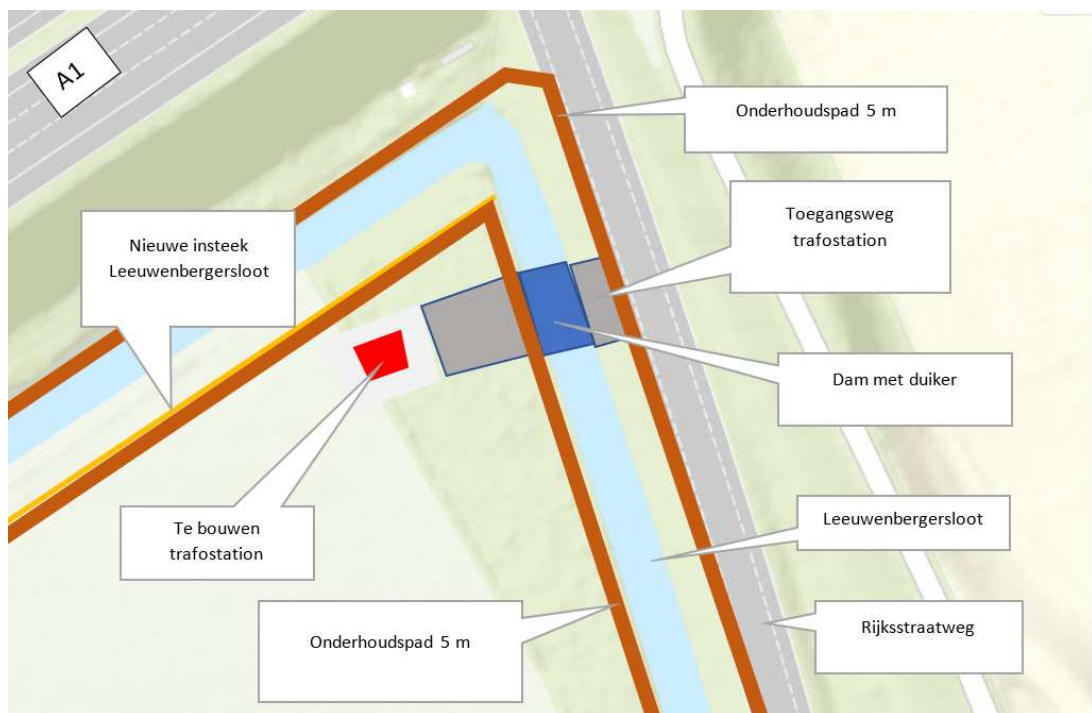 A1
Onderhoudspad 5 m
Toegangsweg
trafostation
Nieuwe insteek
Leeuwenbergersloot
Dam met duiker
Leeuwenbergersloot
Te bouwen
trafostation
Onderhoudspad 5 m
Rijksstraatweg